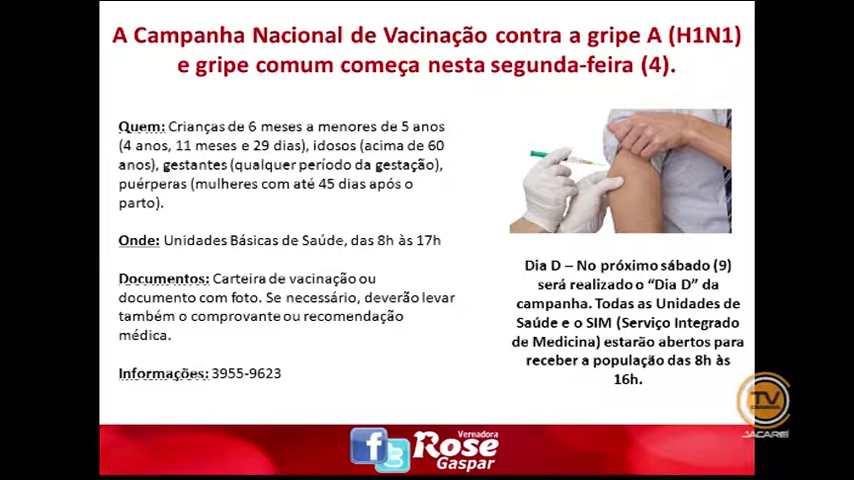 A Campanha Nacional de Vacinação contra a gripe A (H1N1)
e gripe comum começa nesta segunda-feira (4).
Quem: Crianças de 6 meses a menores de 5 anos
(4 anos, 11 meses e 29 dias), idosos (acima de 60
anos), gestantes (qualquer período da gestação),
puérperas (mulheres com até 45 dias após o
parto).
Onde: Unidades Básicas de Saúde, das 8h às 17h
Documentos: Carteira de vacinação ou
documento com foto. Se necessário, deverão levar
também o comprovante ou recomendação
médica.
Informações: 3955-9623
Dia D – No próximo sábado (9)
será realizado o “Dia D” da
campanha. Todas as Unidades de
Saúde e o SIM (Serviço Integrado
de Medicina) estarão abertos para
receber a população das 8h às
16h.
TV
JACAREÍ
Vereadora
Rose
Gaspar